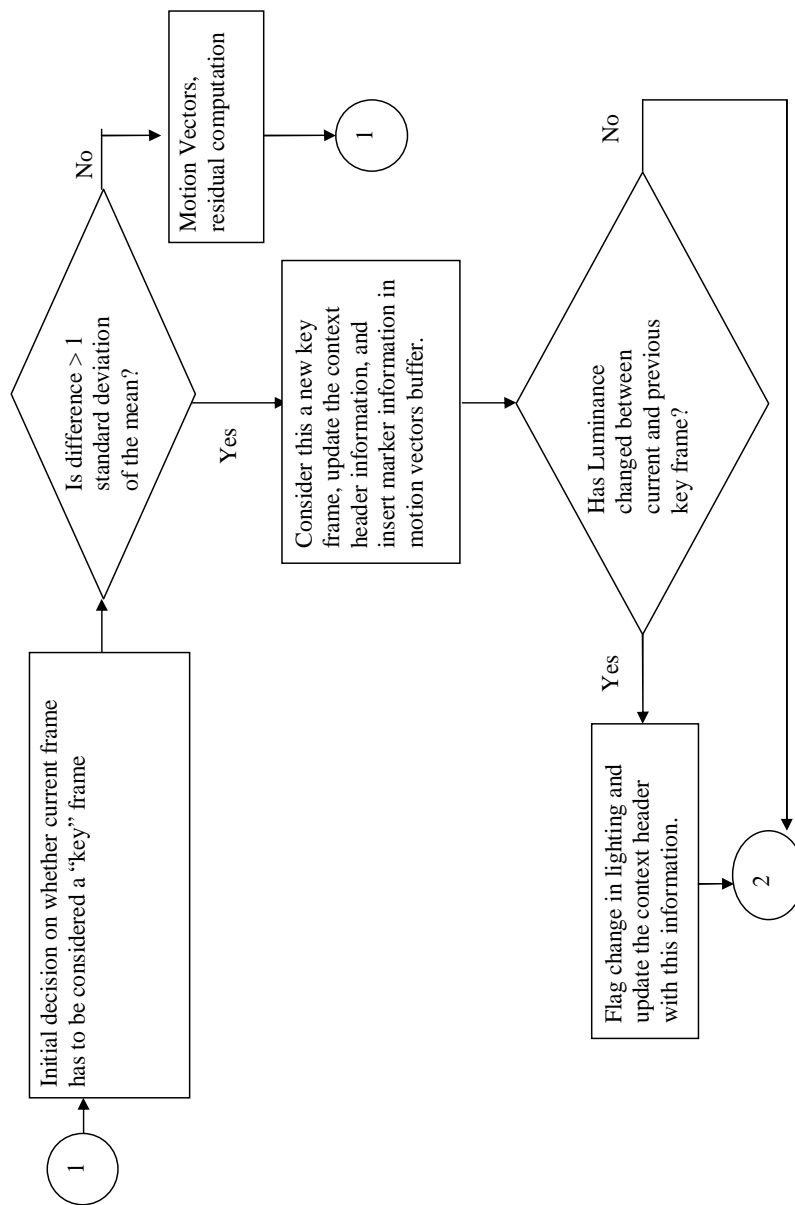 1
Initial decision on whether current frame
has to be considered a “key” frame
Is difference > 1
standard deviation
of the mean?
No
Motion Vectors,
residual computation
1
Yes
Consider this a new key
frame, update the context
header information, and
insert marker information in
motion vectors buffer.
Has Luminance
changed between
current and previous
key frame?
No
Yes
Flag change in lighting and
update the context header
with this information.
2